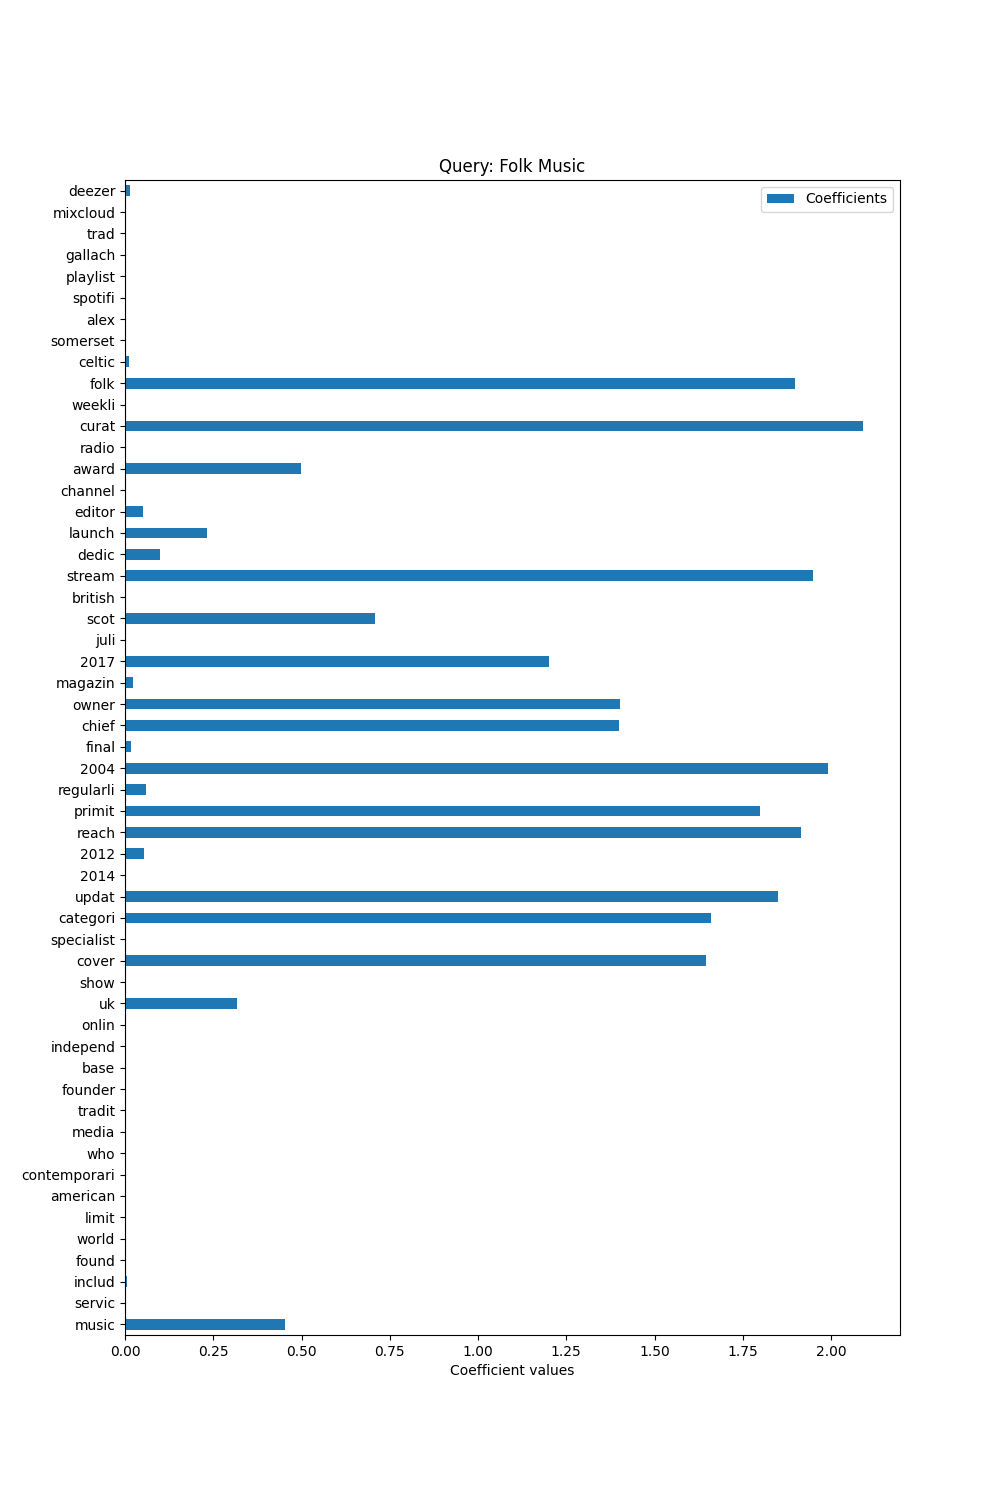 Query: Folk Music
Coefficients
deezer
mixcloud
trad
gallach
playlist
spotifi
alex
somerset
celtic
folk
weekli
curat
radio
award
channel
editor
launch
dedic
stream
british
scot
juli
2017
magazin
owner
chief
final
2004
regularli
primit
reach
2012
2014
updat
categori
specialist
cover
show
uk
onlin
independ
base
founder
tradit
media
who
contemporari
american
limit
world
found
includ
servic
music
0.00 0.25 0.50 0.75 1.00 1.25 1.50 1.75 2.00
Coefficient values